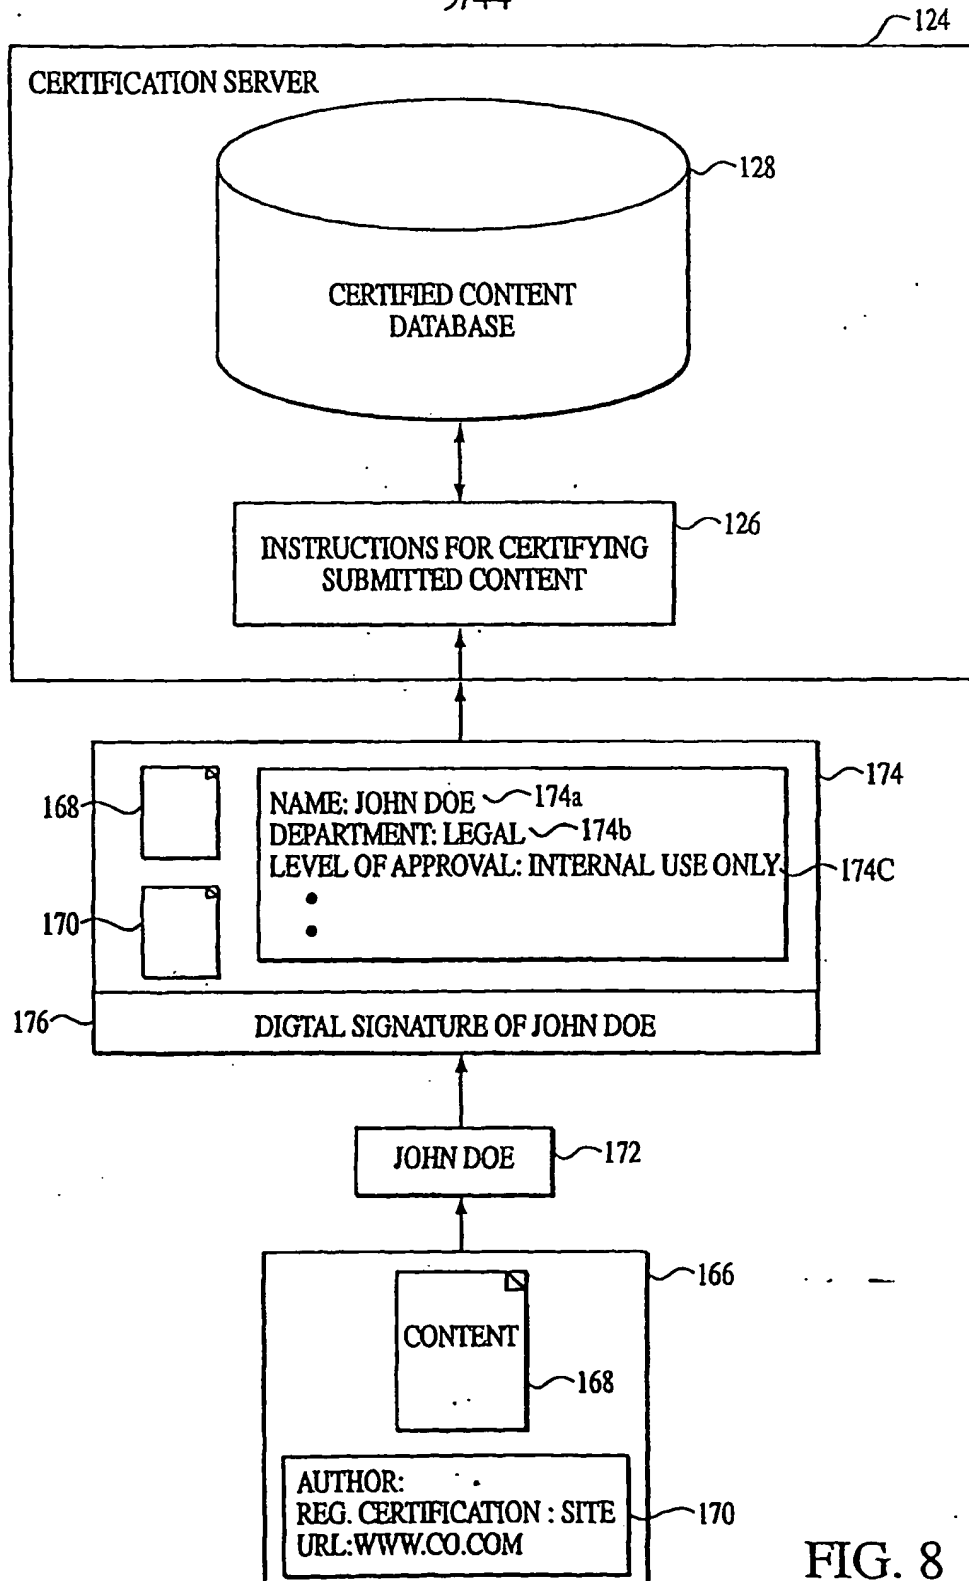 124
CERTIFICATION SERVER
128
CERTIFIED CONTENT
DATABASE
126
INSTRUCTIONS FOR CERTIFYING
SUBMITTED CONTENT
174
168
NAME: JOHN DOE 174a
DEPARTMENT: LEGAL 174b
LEVEL OF APPROVAL: INTERNAL USE ONLY 174C
170
176
DIGTAL SIGNATURE OF JOHN DOE
JOHN DOE
172
166
CONTENT
168
AUTHOR:
REG. CERTIFICATION : SITE
URL:WWW.CO.COM
170
FIG. 8